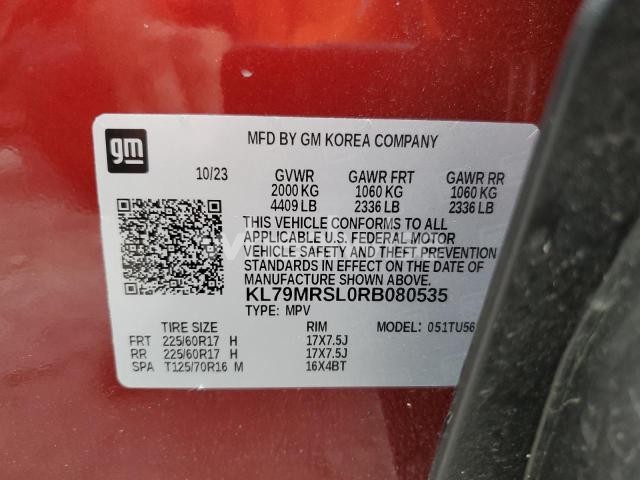 gm
MFD BY GM KOREA COMPANY
10/23 GVWR GAWR FRT GAWR RR
2000 KG 1060 KG 1060 KG
4409 LB 2336 LB 2336 LB
THIS VEHICLE CONFORMS TO ALL
APPLICABLE U.S. FEDERAL MOTOR
VEHICLE SAFETY AND THEFT PREVENTION
STANDARDS IN EFFECT ON THE DATE OF
MANUFACTURE SHOWN ABOVE.
KL79MRSL0RB080535
TYPE: MPV
TIRE SIZE RIM MODEL: 051TU56
FRT 225/60R17 H 17X7.5J
RR 225/60R17 H 17X7.5J
SPA T125/70R16 M 16X4BT